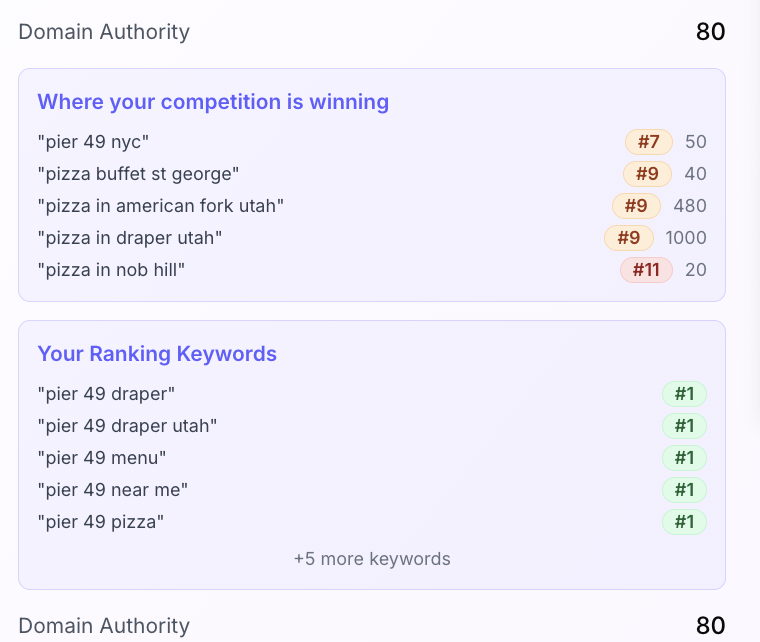 Domain Authority 80
Where your competition is winning
"pier 49 nyc" #7 50
"pizza buffet st george" #9 40
"pizza in american fork utah" #9 480
"pizza in draper utah" #9 1000
"pizza in nob hill" #11 20
Your Ranking Keywords
"pier 49 draper" #1
"pier 49 draper utah" #1
"pier 49 menu" #1
"pier 49 near me" #1
"pier 49 pizza" #1
+5 more keywords
Domain Authority 80